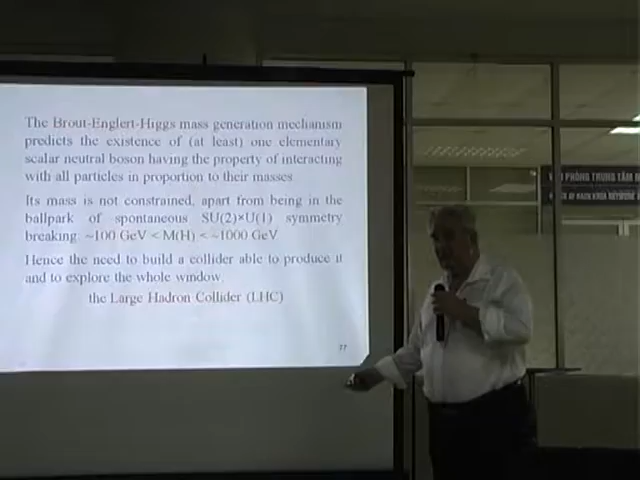 The Brout-Englert-Higgs mass generation mechanism
predicts the existence of (at least) one elementary
scalar neutral boson having the property of interacting
with all particles in proportion to their masses.
Its mass is not constrained, apart from being in the
ballpark of spontaneous SU(2)×U(1) symmetry
breaking: ~100 GeV < M(H) < ~1000 GeV
Hence the need to build a collider able to produce it
and to explore the whole window.
the Large Hadron Collider (LHC)
PHÒNG TRUNG TÂM